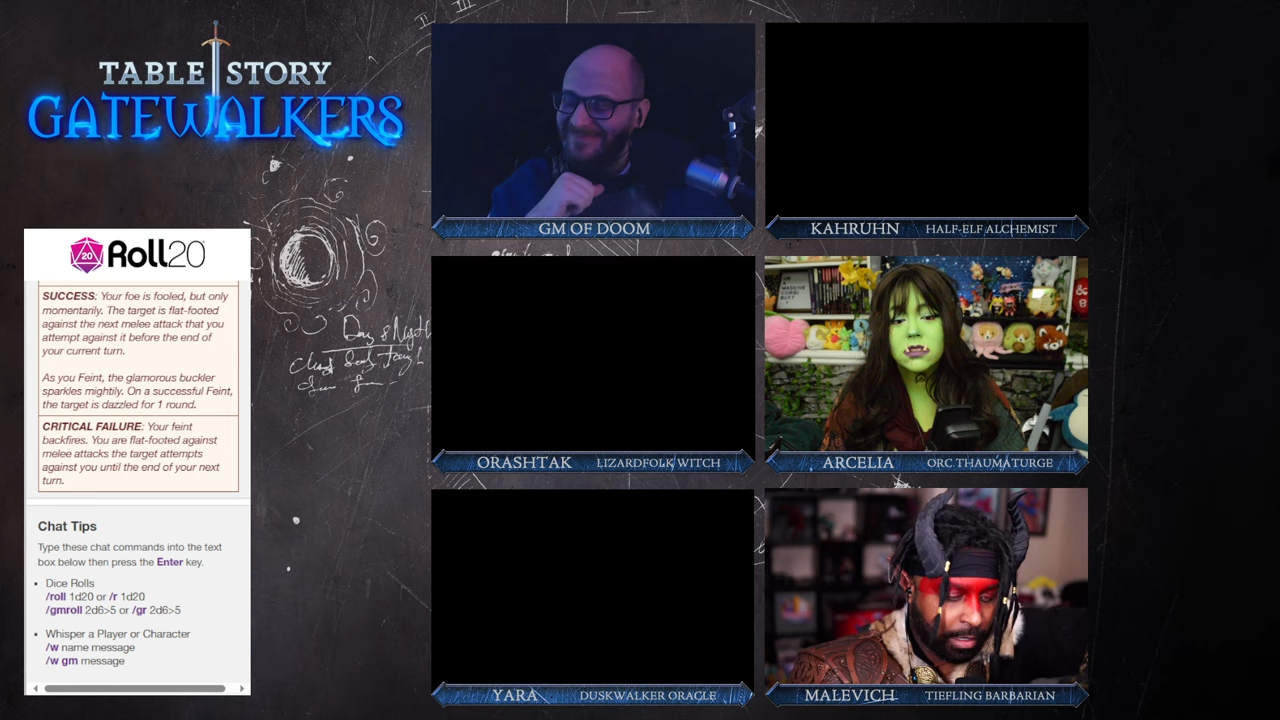 TABLE STORY
GATEWALKERS
Roll20
SUCCESS: Your foe is fooled, but only
momentarily. The target is flat-footed
against the next melee attack that you
attempt against it before the end of
your current turn.
As you Feint, the glamorous buckler
sparkles mightily. On a successful Feint,
the target is dazzled for 1 round.
CRITICAL FAILURE: Your feint
backfires. You are flat-footed against
melee attacks the target attempts
against you until the end of your next
turn.
Chat Tips
Type these chat commands into the text
box below then press the Enter key.
• Dice Rolls
/roll 1d20 or /r 1d20
/gmroll 2d6>5 or /gr 2d6>5
• Whisper a Player or Character
/w name message
/w gm message
II III
Day & Night
GM OF DOOM
KAHRUHN HALF-ELF ALCHEMIST
ORASHTAK LIZARDFOLK WITCH
ARCELIA ORC THAUMATURGE
YARA DUSKWALKER ORACLE
MALEVICH TIEFLING BARBARIAN